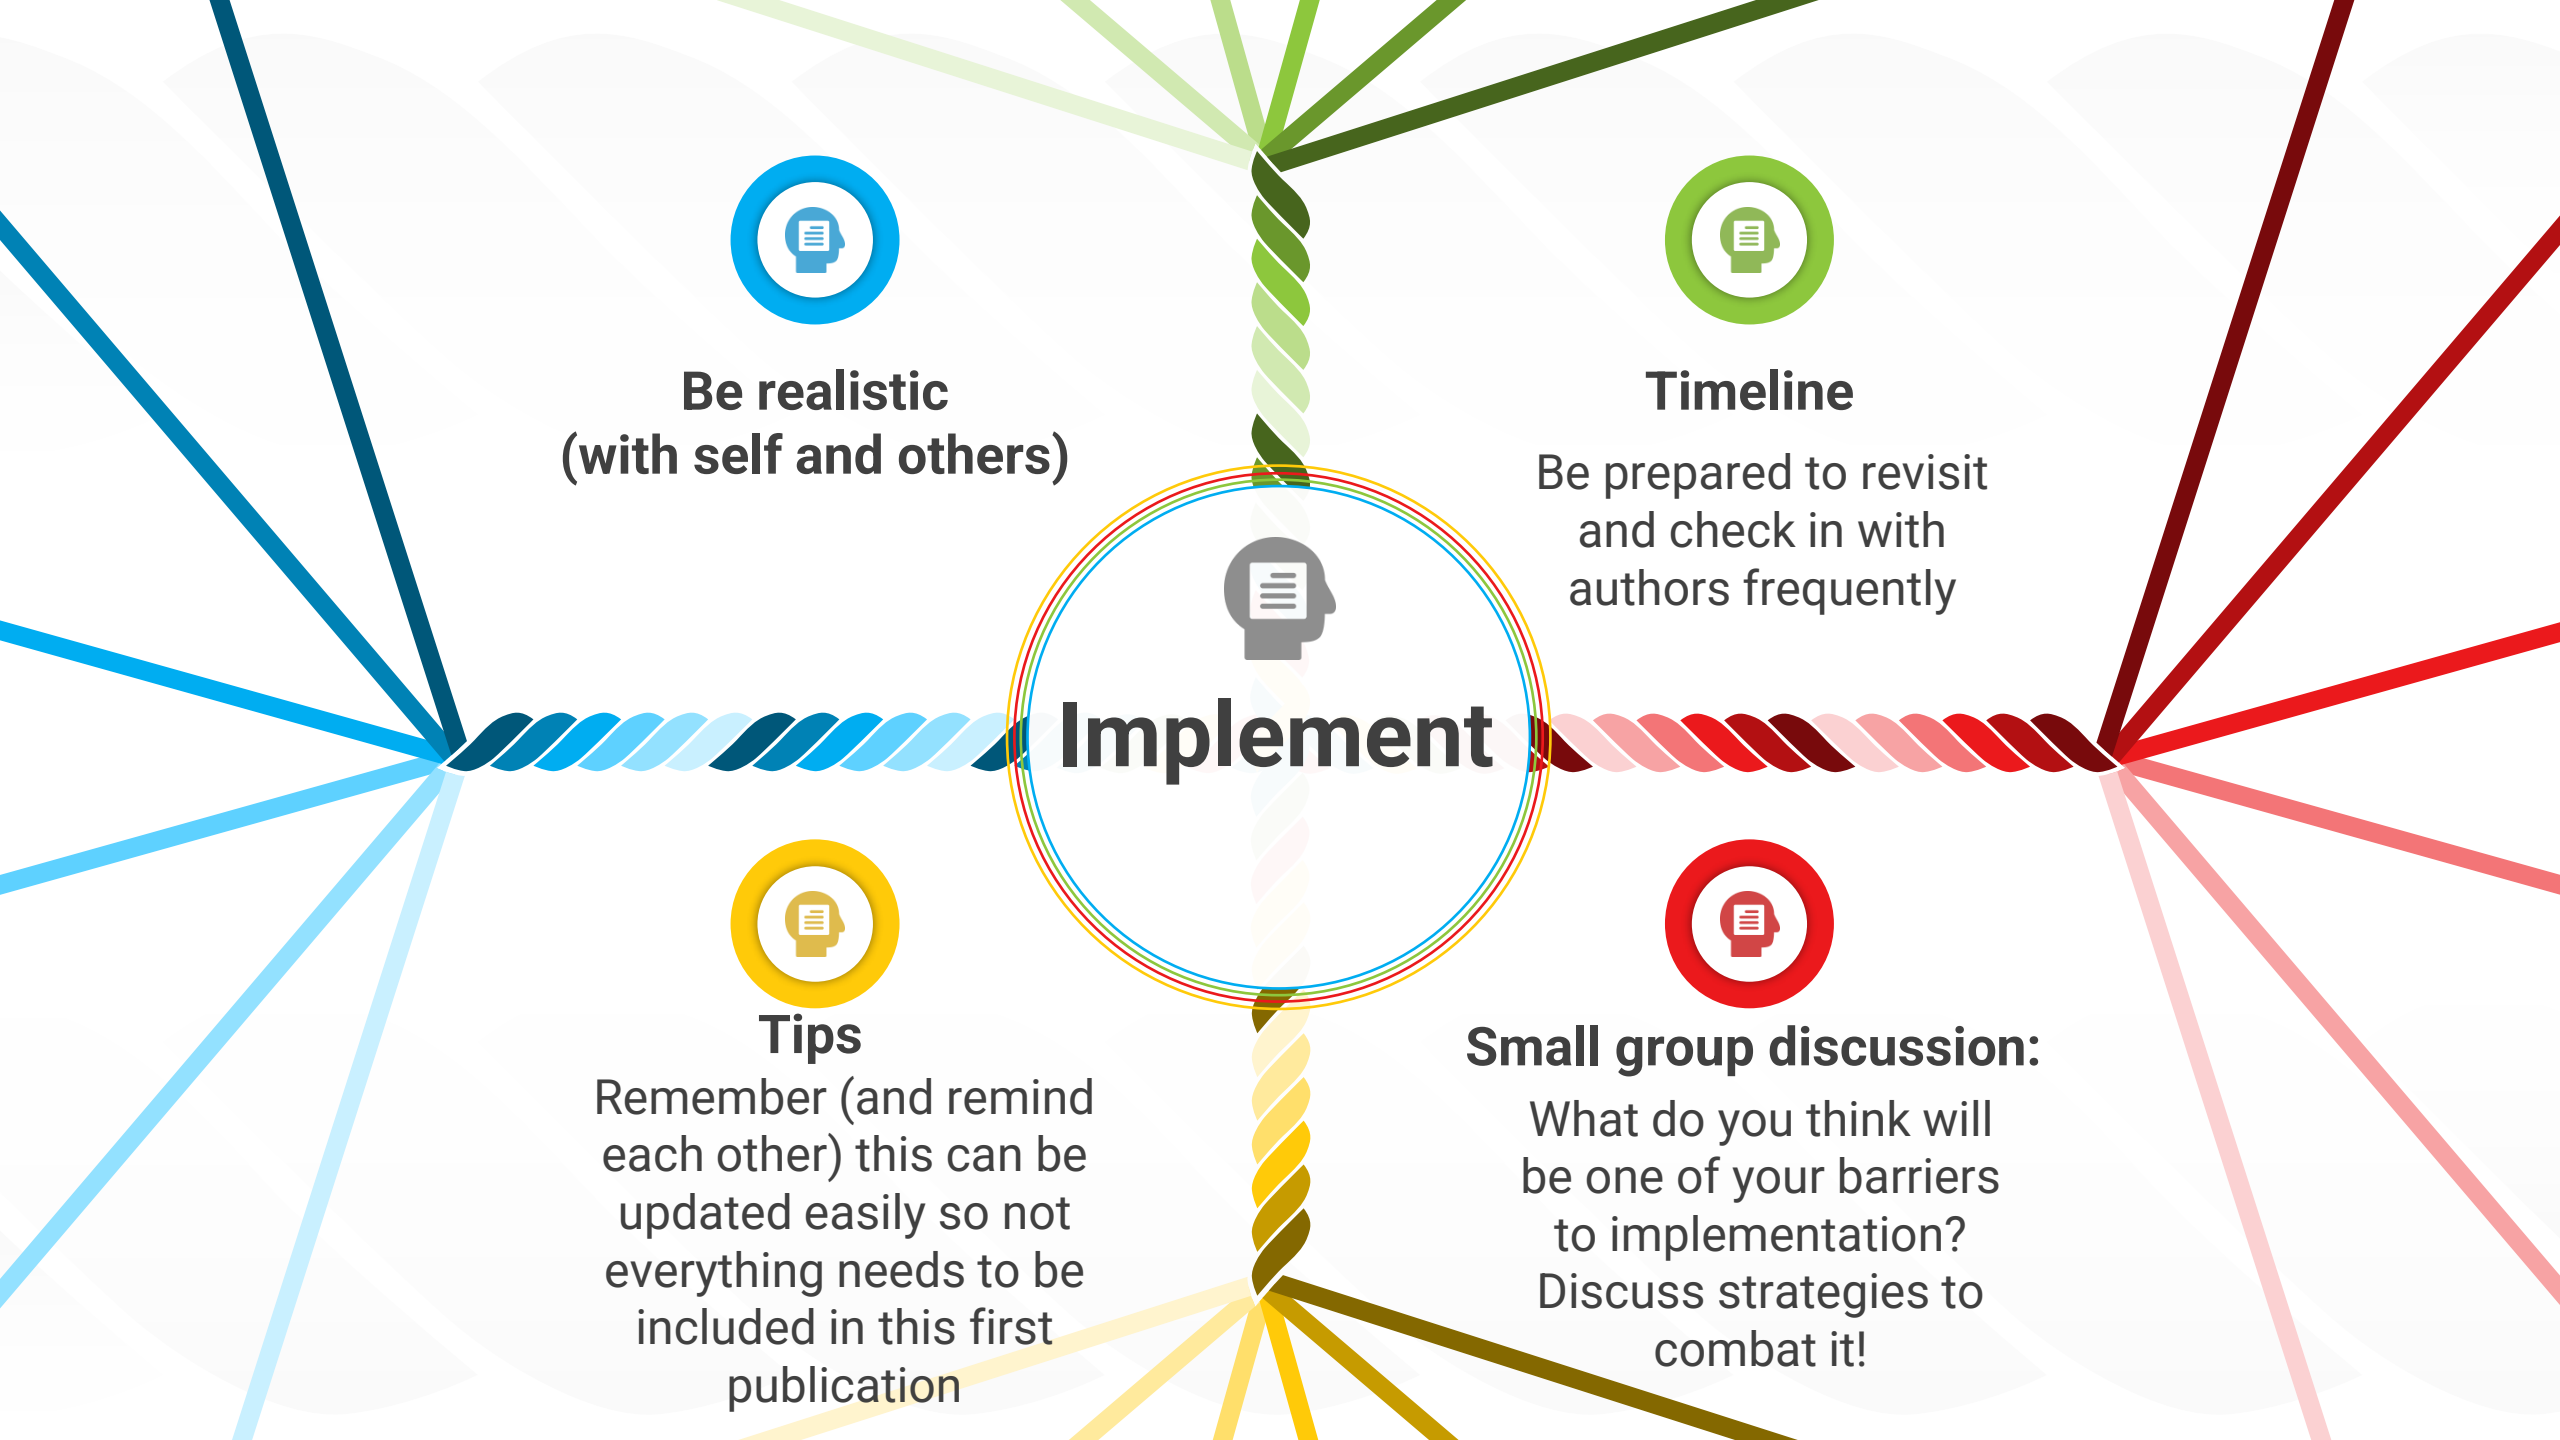 Be realistic
(with self and others)
Timeline
Be prepared to revisit
and check in with
authors frequently
Implement
Tips
Remember (and remind
each other) this can be
updated easily so not
everything needs to be
included in this first
publication
Small group discussion:
What do you think will
be one of your barriers
to implementation?
Discuss strategies to
combat it!